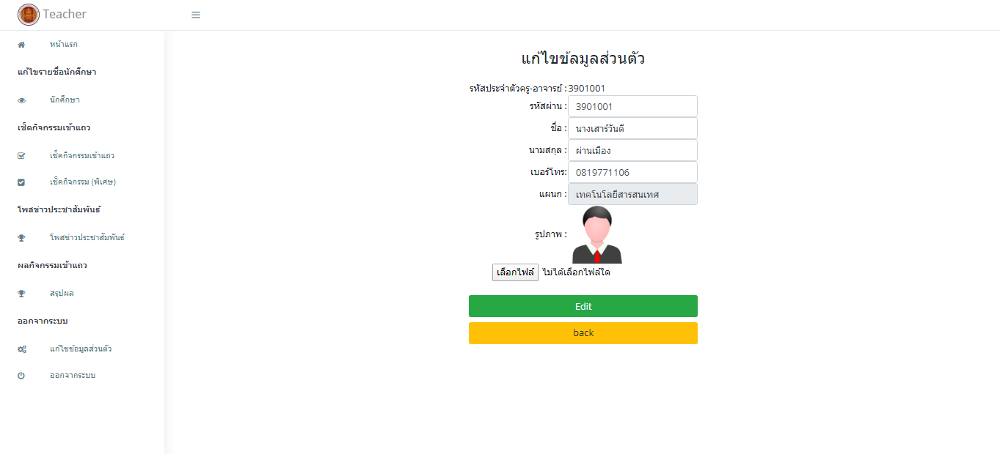 Teacher
หน้าแรก
แก้ไขรายชื่อนักศึกษา
นักศึกษา
เช็คกิจกรรมเข้าแถว
เช็คกิจกรรมเข้าแถว
เช็คกิจกรรม (พิเศษ)
โพสข่าวประชาสัมพันธ์
โพสข่าวประชาสัมพันธ์
ผลกิจกรรมเข้าแถว
สรุปผล
ออกจากระบบ
แก้ไขข้อมูลส่วนตัว
ออกจากระบบ
แก้ไขข้ลมูลส่วนตัว
รหัสประจำตัวครู-อาจารย์ : 3901001
รหัสผ่าน : 3901001
ชื่อ : นางเสาร์วันดี
นามสกุล : ผ่านเมือง
เบอร์โทร: 0819771106
แผนก : เทคโนโลยีสารสนเทศ
รูปภาพ :
เลือกไฟล์ ไม่ได้เลือกไฟล์ใด
Edit
back